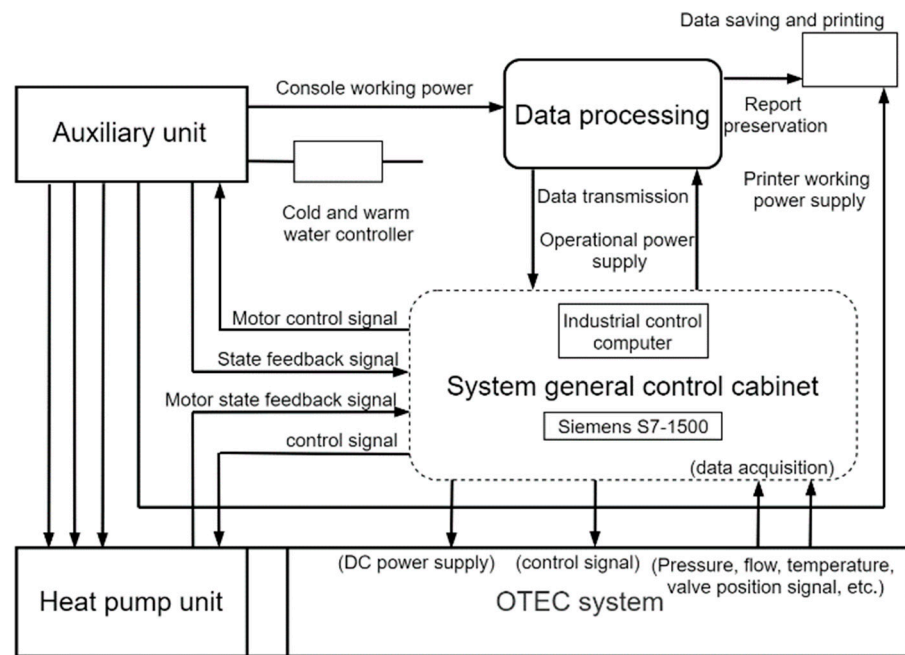 Data saving and printing
Console working power
Auxiliary unit
Data processing
Report
preservation
Cold and warm
water controller
Data transmission
Printer working
power supply
Operational power
supply
Motor control signal
Industrial control
computer
State feedback signal
System general control cabinet
Motor state feedback signal
Siemens S7-1500
control signal
(data acquisition)
(DC power supply)
(control signal)
(Pressure, flow, temperature,
valve position signal, etc.)
Heat pump unit
OTEC system